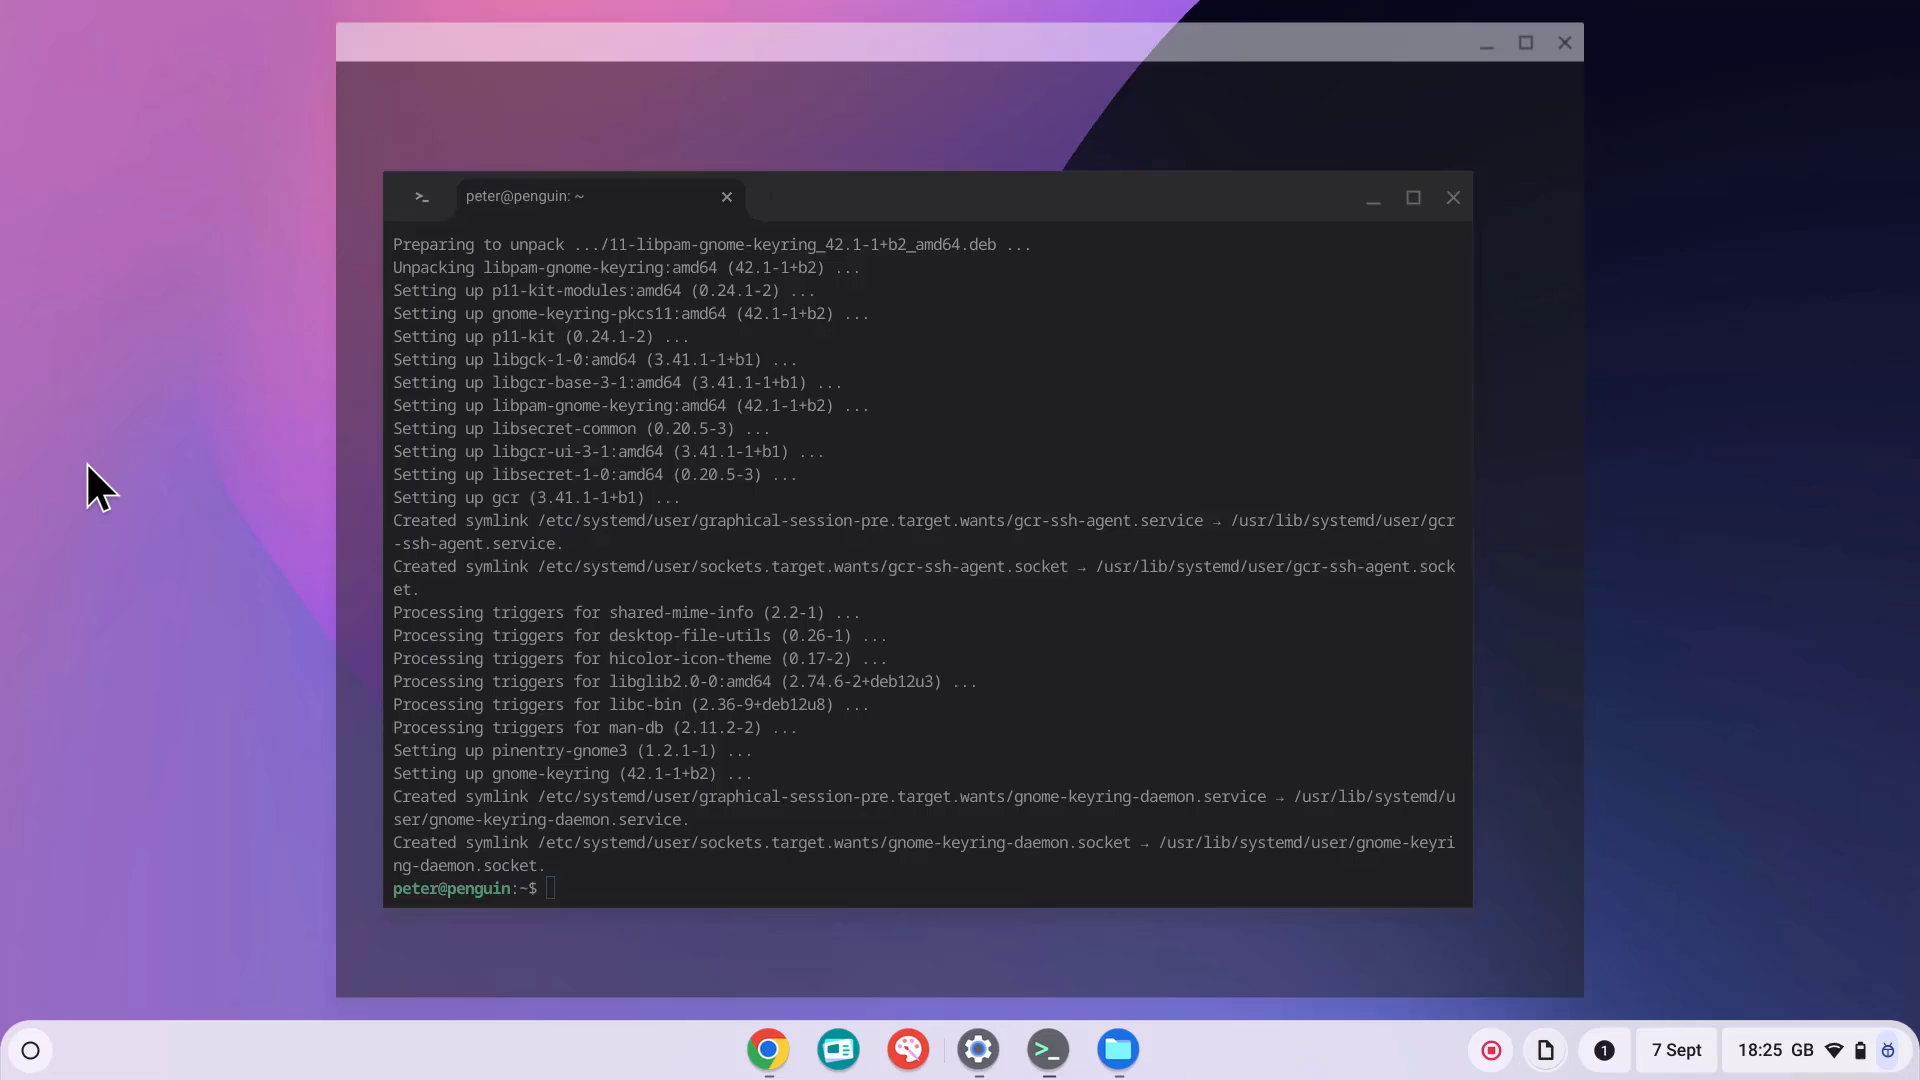 >_ peter@penguin: ~
Preparing to unpack .../11-libpam-gnome-keyring_42.1-1+b2_amd64.deb ...
Unpacking libpam-gnome-keyring:amd64 (42.1-1+b2) ...
Setting up p11-kit-modules:amd64 (0.24.1-2) ...
Setting up gnome-keyring-pkcs11:amd64 (42.1-1+b2) ...
Setting up p11-kit (0.24.1-2) ...
Setting up libgck-1-0:amd64 (3.41.1-1+b1) ...
Setting up libgcr-base-3-1:amd64 (3.41.1-1+b1) ...
Setting up libpam-gnome-keyring:amd64 (42.1-1+b2) ...
Setting up libsecret-common (0.20.5-3) ...
Setting up libgcr-ui-3-1:amd64 (3.41.1-1+b1) ...
Setting up libsecret-1-0:amd64 (0.20.5-3) ...
Setting up gcr (3.41.1-1+b1) ...
Created symlink /etc/systemd/user/graphical-session-pre.target.wants/gcr-ssh-agent.service → /usr/lib/systemd/user/gcr
-ssh-agent.service.
Created symlink /etc/systemd/user/sockets.target.wants/gcr-ssh-agent.socket → /usr/lib/systemd/user/gcr-ssh-agent.sock
et.
Processing triggers for shared-mime-info (2.2-1) ...
Processing triggers for desktop-file-utils (0.26-1) ...
Processing triggers for hicolor-icon-theme (0.17-2) ...
Processing triggers for libglib2.0-0:amd64 (2.74.6-2+deb12u3) ...
Processing triggers for libc-bin (2.36-9+deb12u8) ...
Processing triggers for man-db (2.11.2-2) ...
Setting up pinentry-gnome3 (1.2.1-1) ...
Setting up gnome-keyring (42.1-1+b2) ...
Created symlink /etc/systemd/user/graphical-session-pre.target.wants/gnome-keyring-daemon.service → /usr/lib/systemd/u
ser/gnome-keyring-daemon.service.
Created symlink /etc/systemd/user/sockets.target.wants/gnome-keyring-daemon.socket → /usr/lib/systemd/user/gnome-keyri
ng-daemon.socket.
peter@penguin:~$
>_ 1 7 Sept 18:25 GB